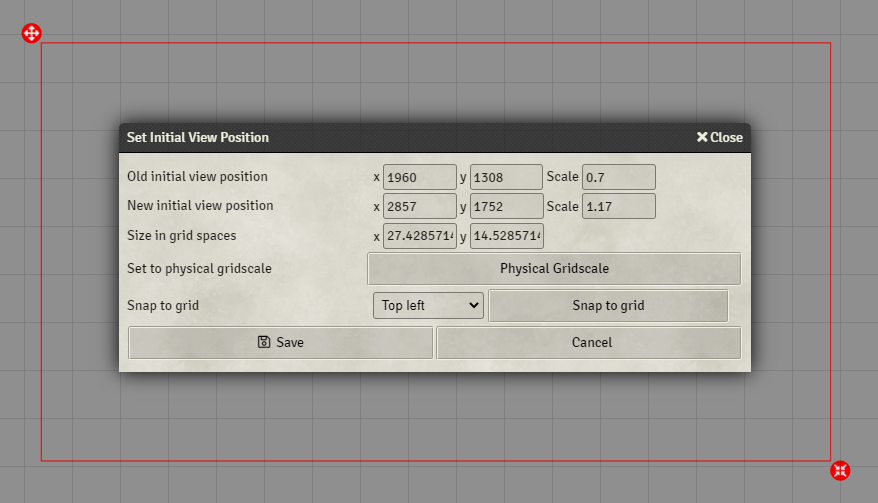 Set Initial View Position Close
Old initial view position x 1960 y 1308 Scale 0.7
New initial view position x 2857 y 1752 Scale 1.17
Size in grid spaces x 27.4285714 y 14.5285714
Set to physical gridscale Physical Gridscale
Snap to grid Top left Snap to grid
Save Cancel